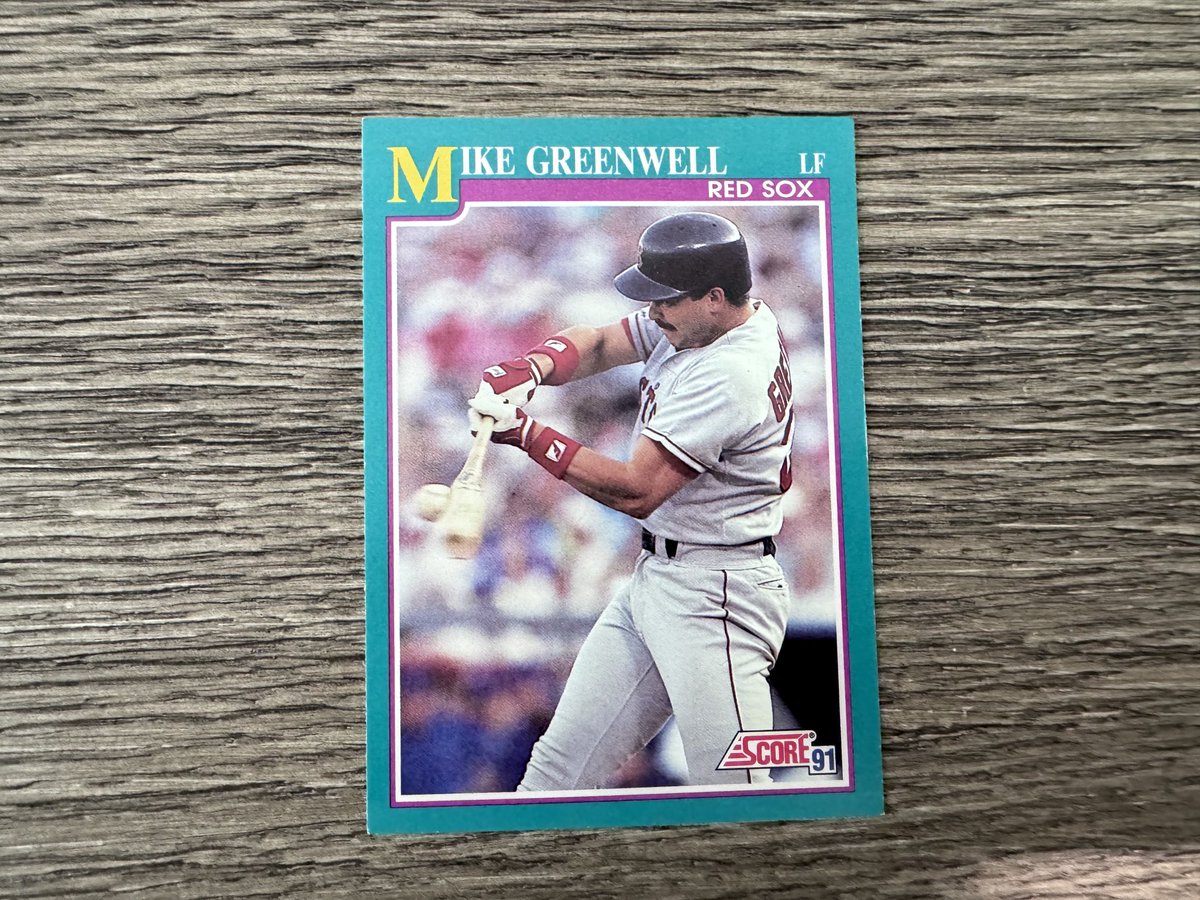 MIKE GREENWELL LF
RED SOX
SCORE® 91